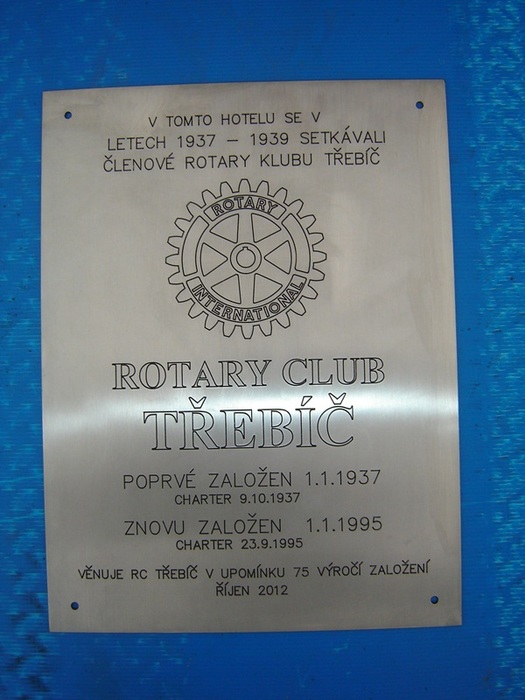 V TOMTO HOTELU SE V
LETECH 1937 – 1939 SETKÁVALI
ČLENOVÉ ROTARY KLUBU TŘEBÍČ
ROTARY
INTERNATIONAL
ROTARY CLUB
TŘEBÍČ
POPRVÉ ZALOŽEN 1.1.1937
CHARTER 9.10.1937
ZNOVU ZALOŽEN 1.1.1995
CHARTER 23.9.1995
VĚNUJE RC TŘEBÍČ V UPOMÍNKU 75 VÝROČÍ ZALOŽENÍ
ŘÍJEN 2012